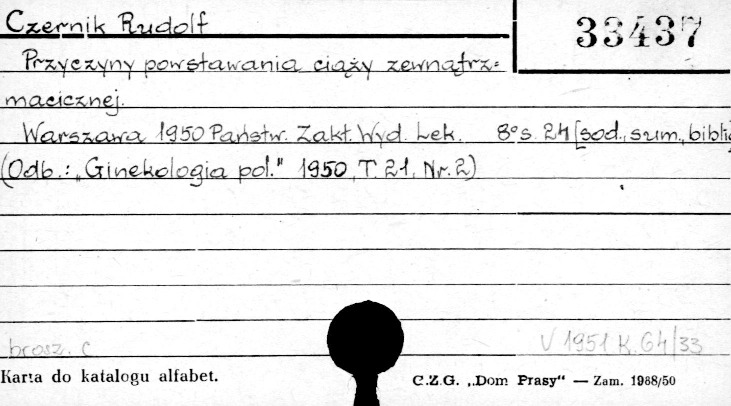 Czernik Rudolf
33437
Przyczyny powstawania ciąży zewnątrz=
macicznej.
Warszawa 1950 Państw. Zakł. Wyd. Lek. 8° s. 24 [sod., sum., bibliog
(Odb.: „Ginekologia pol." 1950, T. 21, Nr. 2)
brosz. c
V 1951 K. 64/33
Karta do katalogu alfabet.
C.Z.G. „Dom Prasy“ — Zam. 1988/50